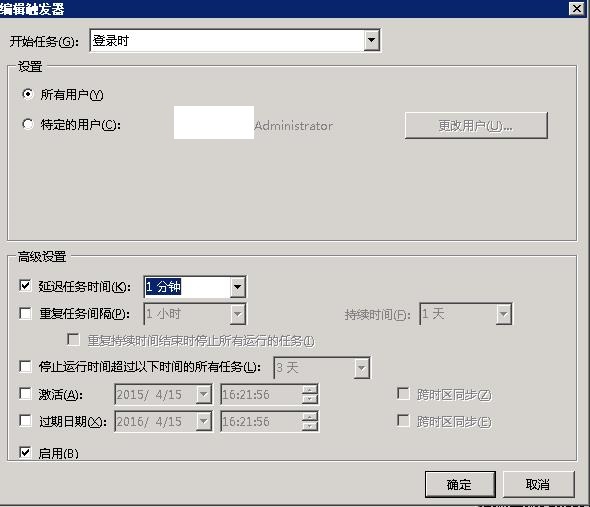 编辑触发器
开始任务(G): 登录时
设置
所有用户(Y)
特定的用户(C): Administrator 更改用户(U)...
高级设置
延迟任务时间(K): 1 分钟
重复任务间隔(P): 1 小时 持续时间(F): 1 天
重复持续时间结束时停止所有运行的任务(I)
停止运行时间超过以下时间的所有任务(L): 3 天
激活(A): 2015/ 4/15 16:21:56 跨时区同步(Z)
过期日期(X): 2016/ 4/15 16:21:56 跨时区同步(E)
启用(B)
确定 取消